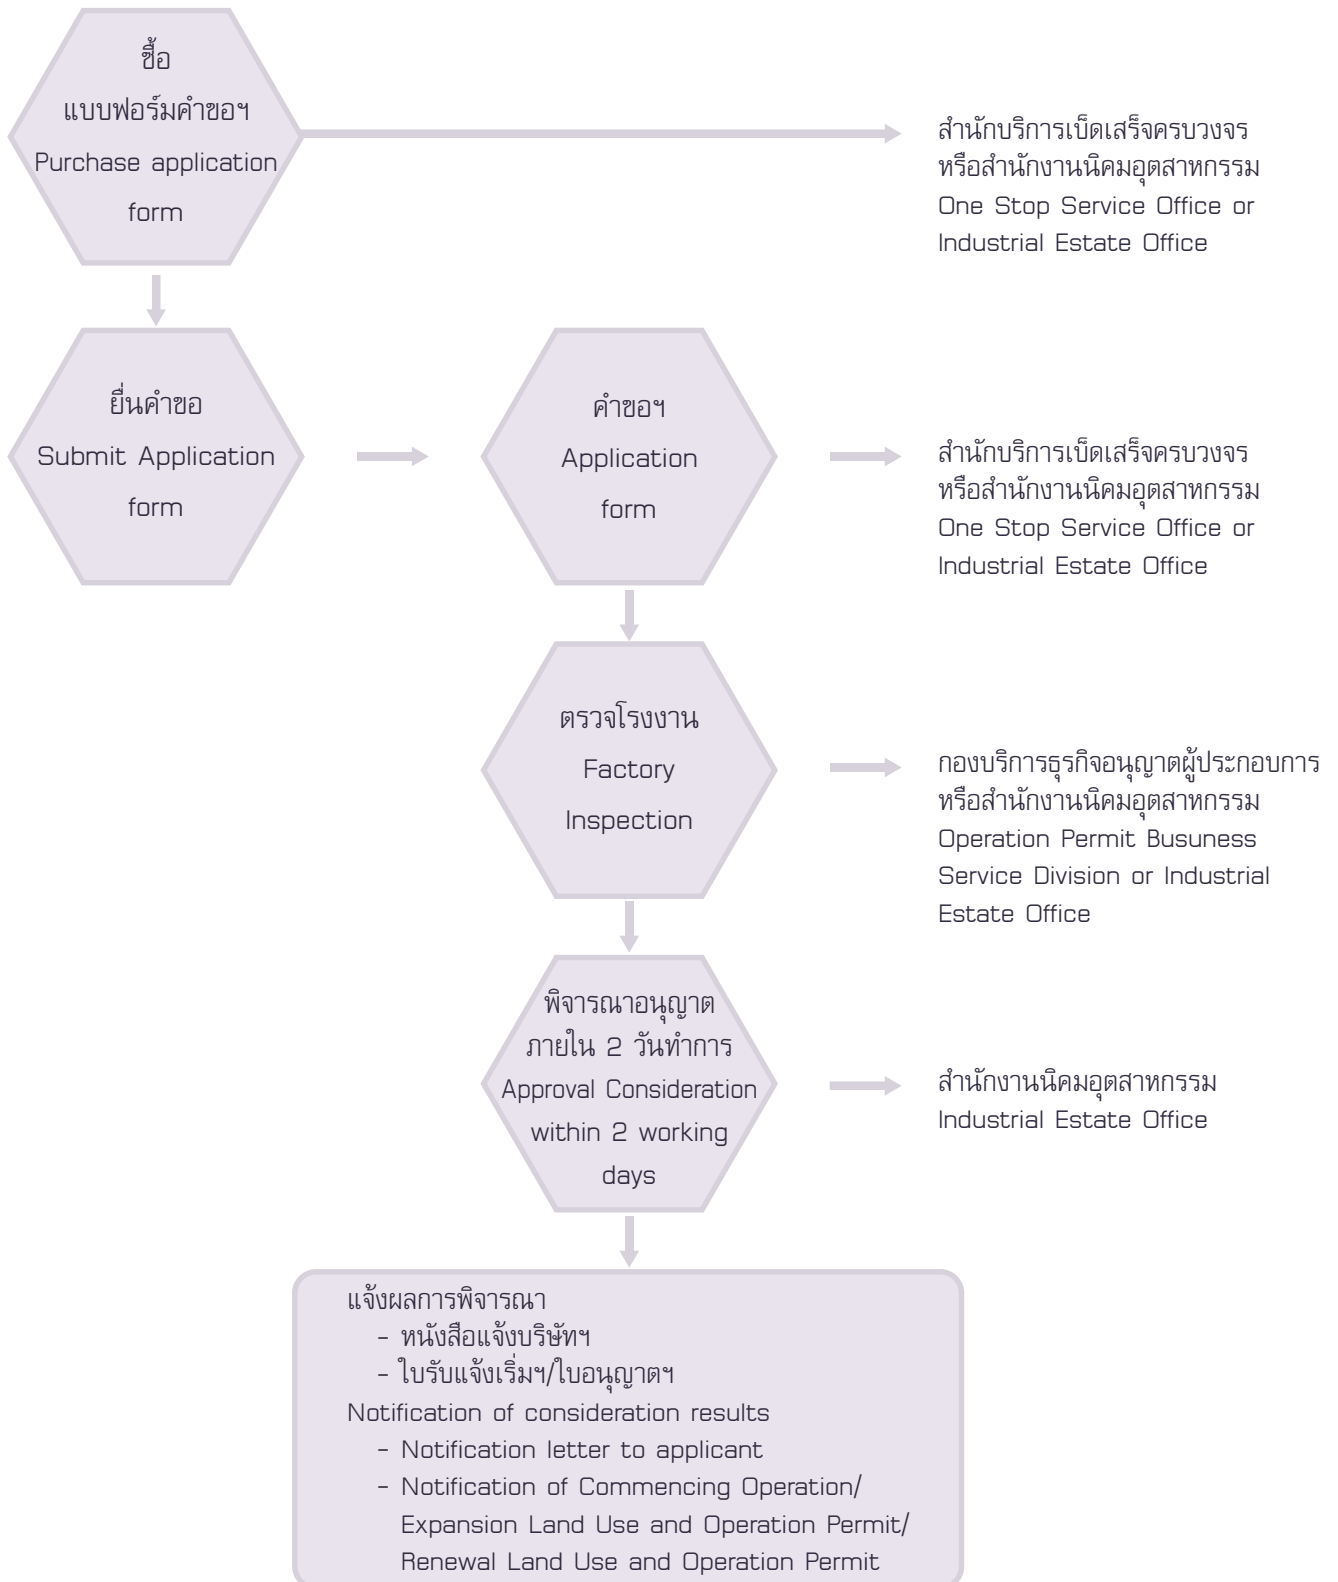 ซื้อ
แบบฟอร์มคำขอฯ
Purchase application
form
สำนักบริการเบ็ดเสร็จครบวงจร
หรือสำนักงานนิคมอุตสาหกรรม
One Stop Service Office or
Industrial Estate Office
ยื่นคำขอ
Submit Application
form
คำขอฯ
Application
form
สำนักบริการเบ็ดเสร็จครบวงจร
หรือสำนักงานนิคมอุตสาหกรรม
One Stop Service Office or
Industrial Estate Office
ตรวจโรงงาน
Factory
Inspection
กองบริการธุรกิจอนุญาตผู้ประกอบการ
หรือสำนักงานนิคมอุตสาหกรรม
Operation Permit Busuness
Service Division or Industrial
Estate Office
พิจารณาอนุญาต
ภายใน 2 วันทำการ
Approval Consideration
within 2 working
days
สำนักงานนิคมอุตสาหกรรม
Industrial Estate Office
แจ้งผลการพิจารณา
- หนังสือแจ้งบริษัทฯ
- ใบรับแจ้งเริ่มฯ/ใบอนุญาตฯ
Notification of consideration results
- Notification letter to applicant
- Notification of Commencing Operation/
Expansion Land Use and Operation Permit/
Renewal Land Use and Operation Permit